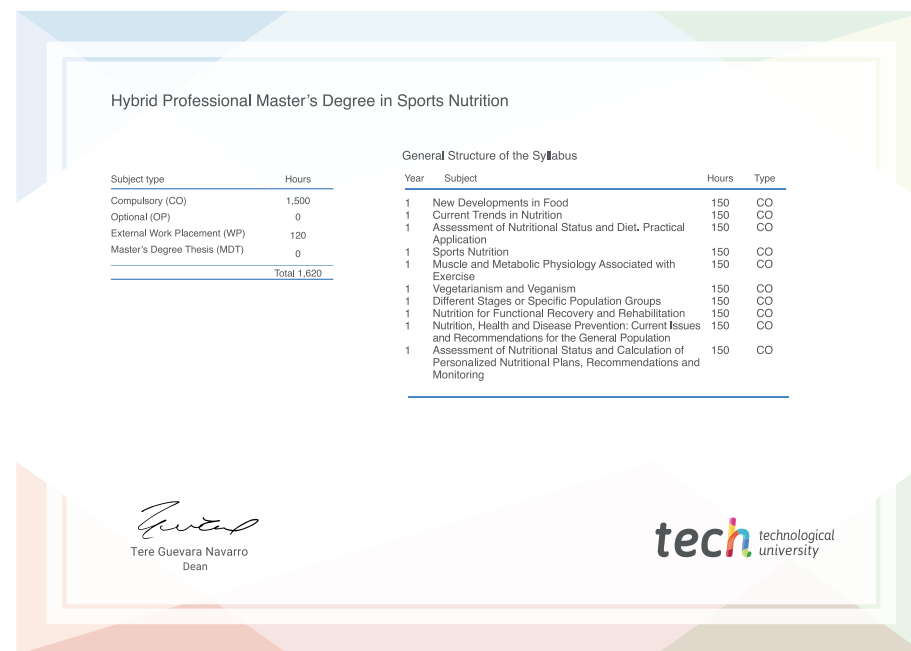 Hybrid Professional Master's Degree in Sports Nutrition
Subject type Hours
Compulsory (CO) 1,500
Optional (OP) 0
External Work Placement (WP) 120
Master's Degree Thesis (MDT) 0
Total 1,620
General Structure of the Syllabus
Year Subject Hours Type
1 New Developments in Food 150 CO
1 Current Trends in Nutrition 150 CO
1 Assessment of Nutritional Status and Diet. Practical 150 CO
Application
1 Sports Nutrition 150 CO
1 Muscle and Metabolic Physiology Associated with 150 CO
Exercise
1 Vegetarianism and Veganism 150 CO
1 Different Stages or Specific Population Groups 150 CO
1 Nutrition for Functional Recovery and Rehabilitation 150 CO
1 Nutrition, Health and Disease Prevention: Current Issues 150 CO
and Recommendations for the General Population
1 Assessment of Nutritional Status and Calculation of 150 CO
Personalized Nutritional Plans, Recommendations and
Monitoring
Tere Guevara Navarro
Dean
tech technological
university